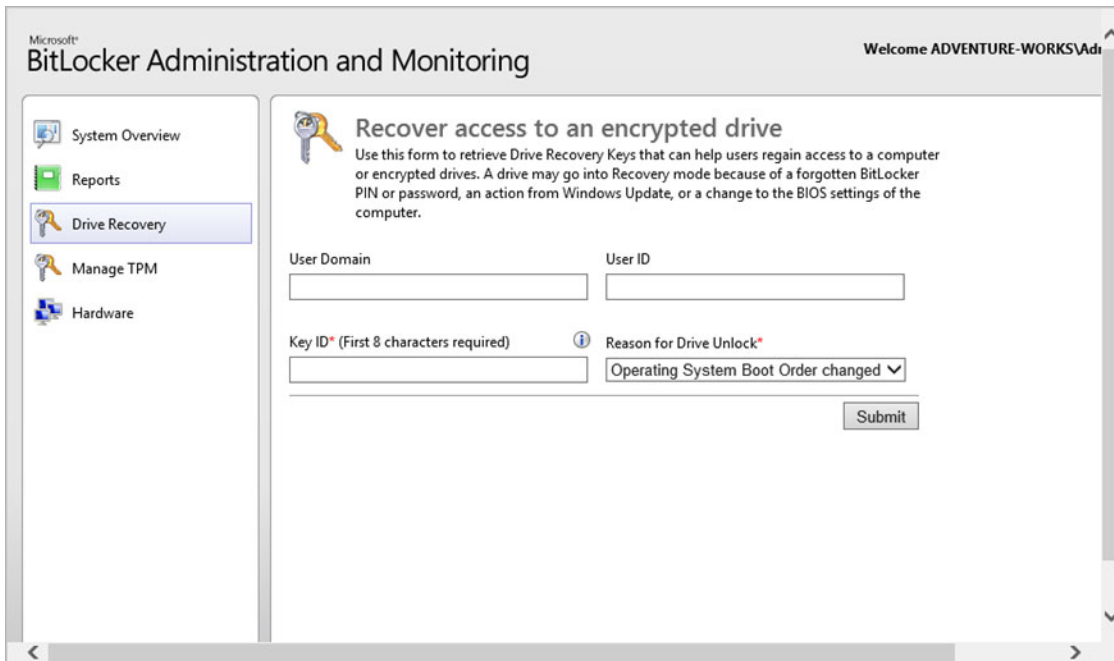 Microsoft®
BitLocker Administration and Monitoring
Welcome ADVENTURE-WORKS\
System Overview
Reports
Drive Recovery
Manage TPM
Hardware
Recover access to an encrypted drive
Use this form to retrieve Drive Recovery Keys that can help users regain access to a computer
or encrypted drives. A drive may go into Recovery mode because of a forgotten BitLocker
PIN or password, an action from Windows Update, or a change to the BIOS settings of the
computer.
User Domain
User ID
Key ID* (First 8 characters required)
Reason for Drive Unlock*
Operating System Boot Order changed
Submit